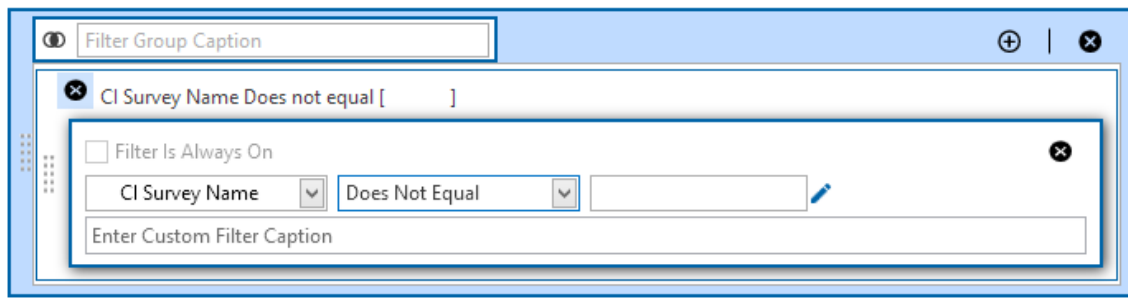 Filter Group Caption
CI Survey Name Does not equal [ ]
Filter Is Always On
CI Survey Name Does Not Equal
Enter Custom Filter Caption